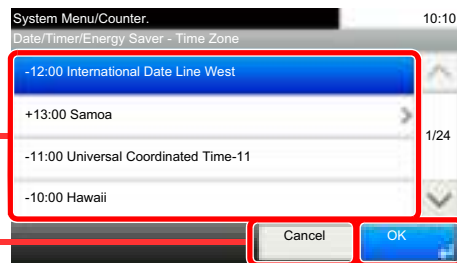 System Menu/Counter.
10:10
Date/Timer/Energy Saver - Time Zone
-12:00 International Date Line West
+13:00 Samoa
1/24
-11:00 Universal Coordinated Time-11
-10:00 Hawaii
Cancel
OK